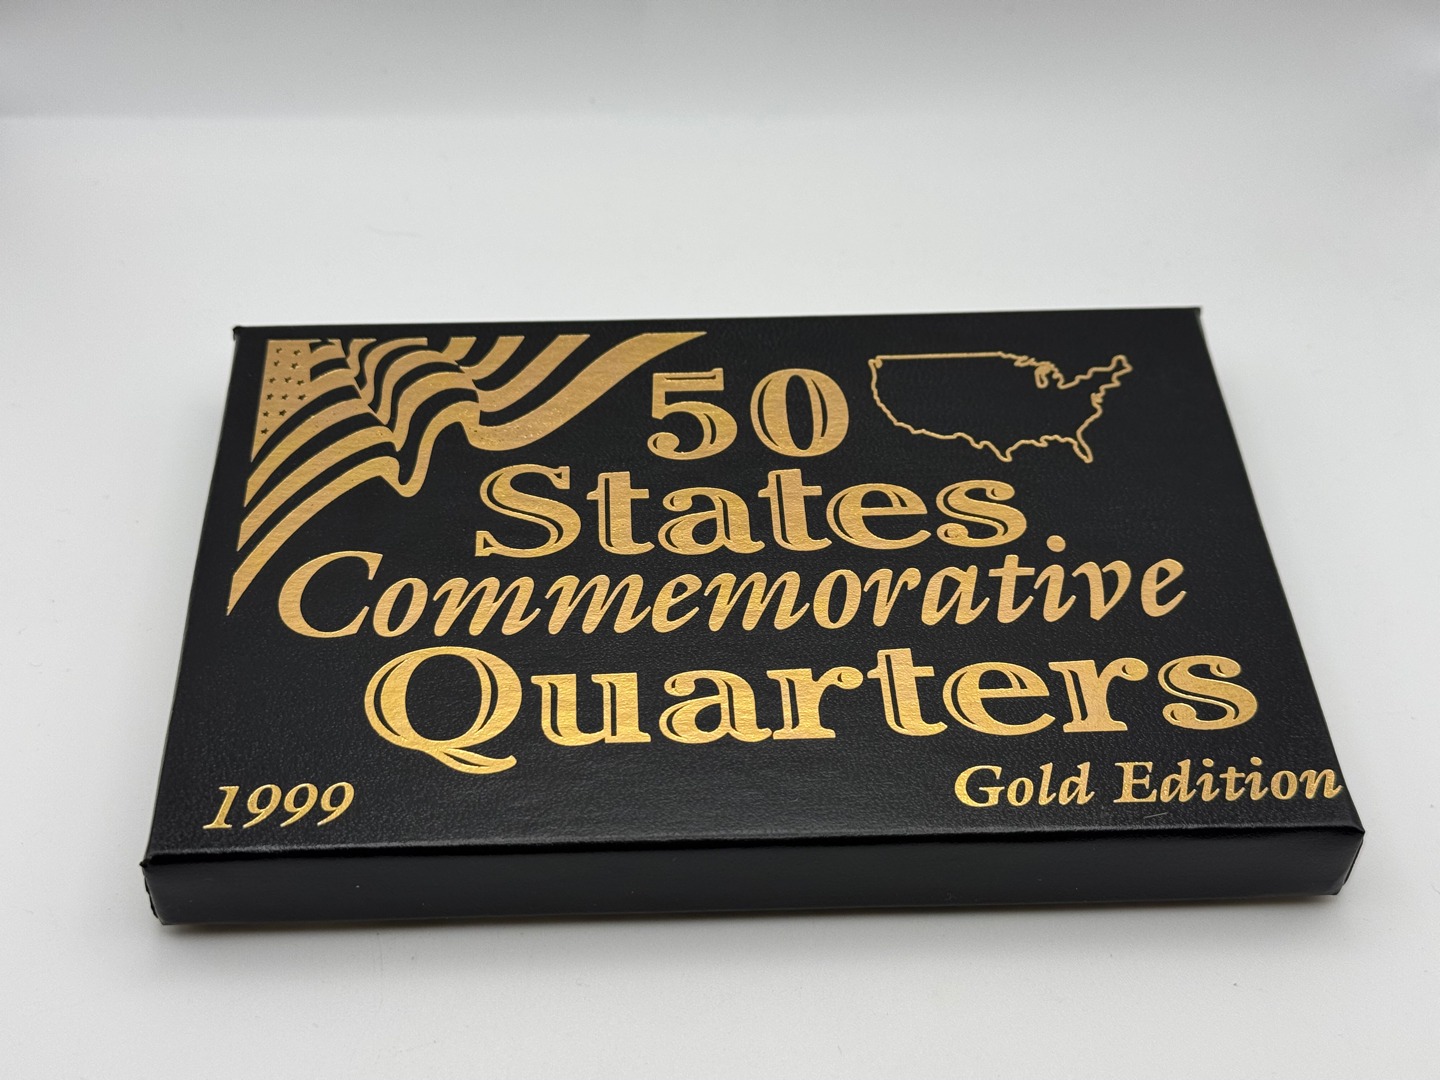 50
States
Commemorative
Quarters
1999
Gold Edition